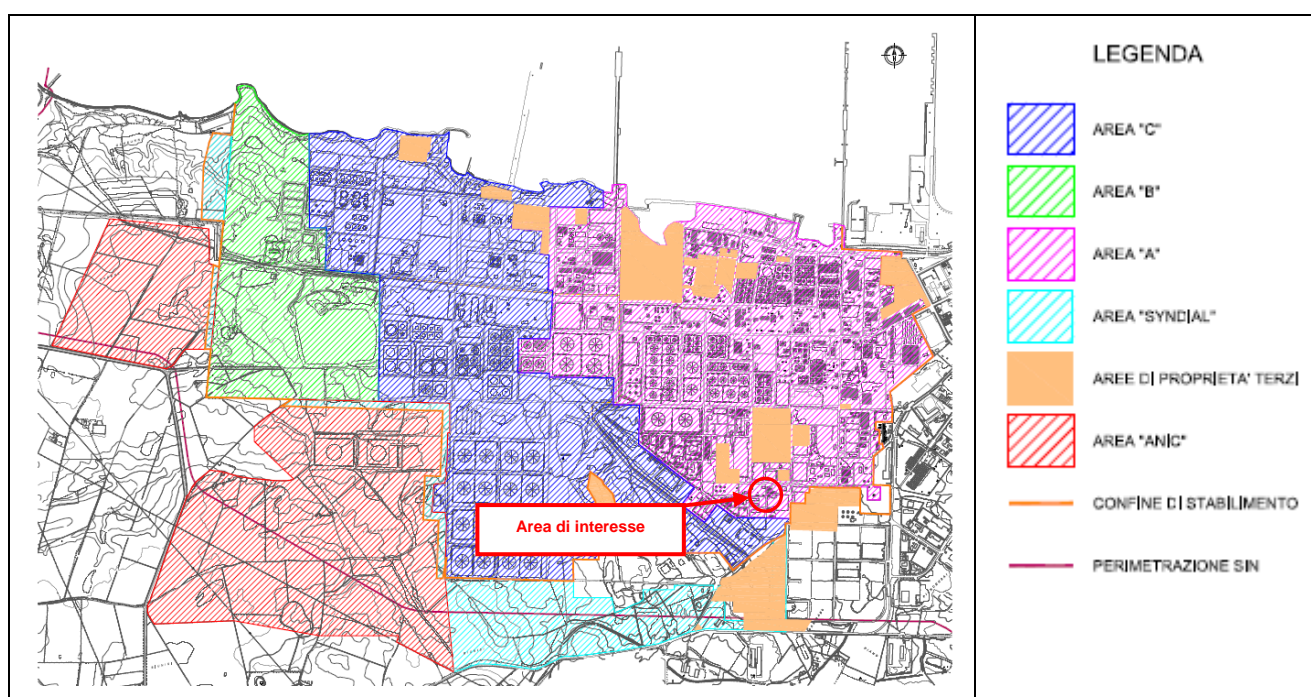 Area di interesse
LEGENDA
AREA "C"
AREA "B"
AREA "A"
AREA "SYNDIAL"
AREE DI PROPRIETA' TERZI
AREA "ANIC"
CONFINE DI STABILIMENTO
PERIMETRAZIONE SIN